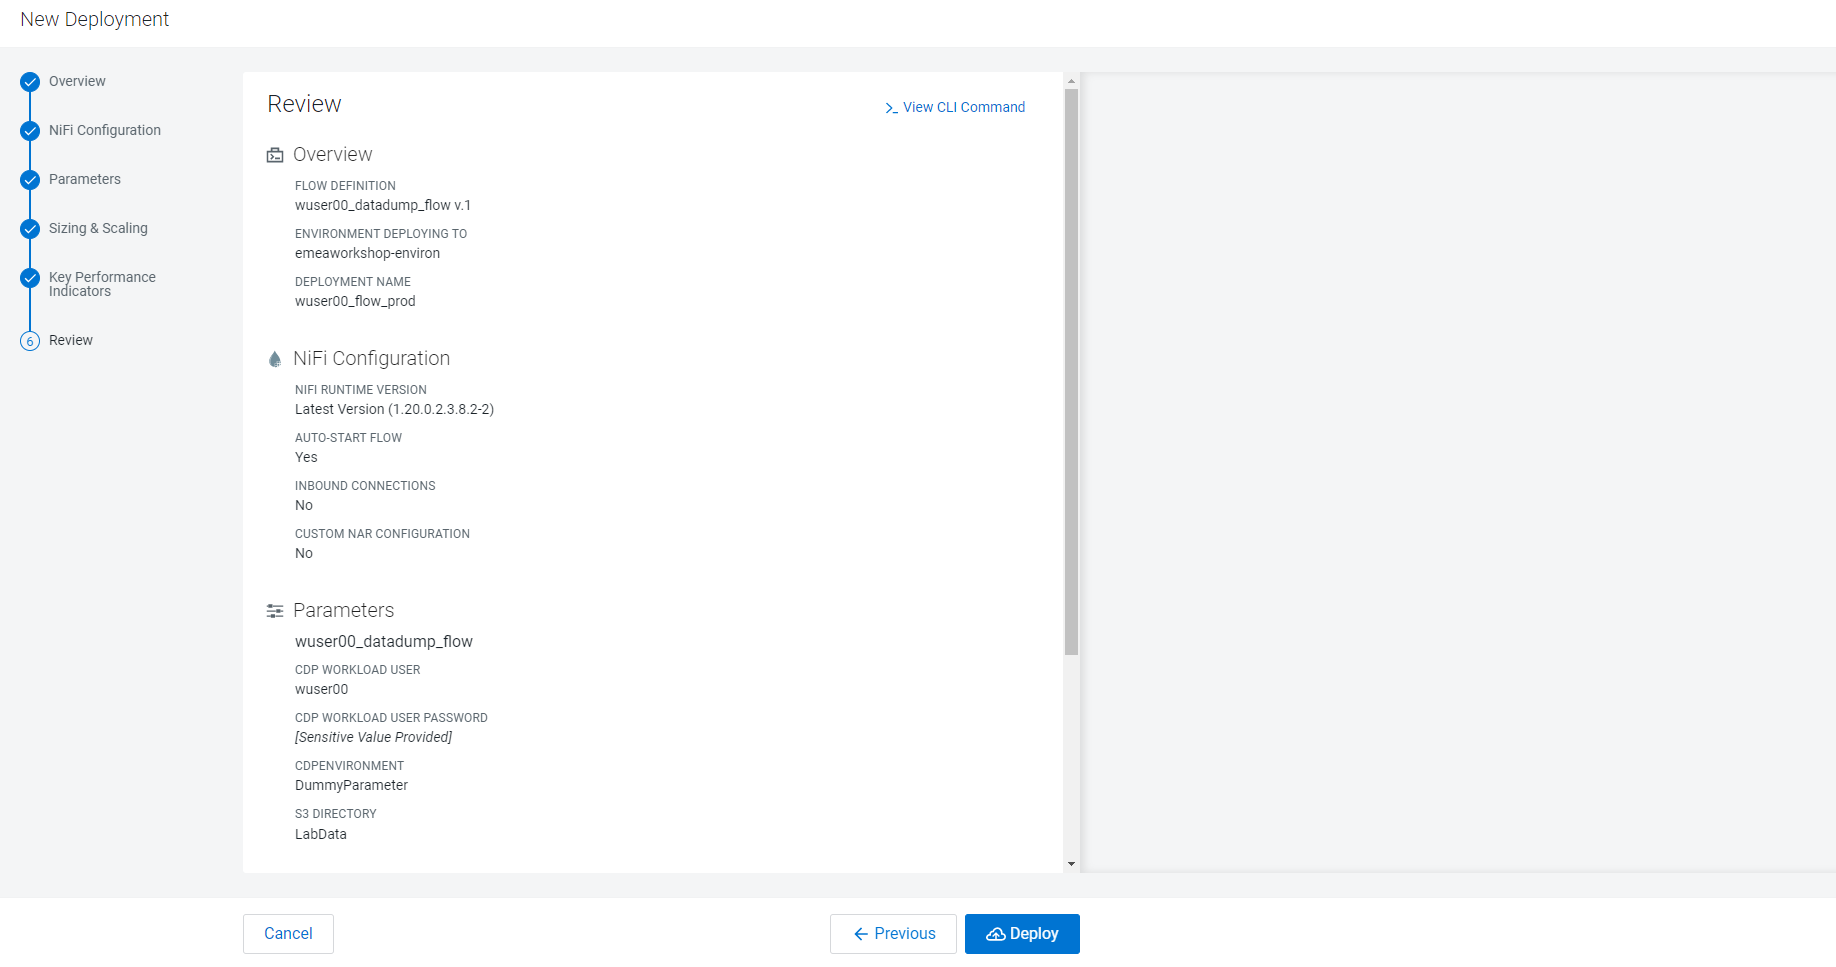 New Deployment
Overview
NiFi Configuration
Parameters
Sizing & Scaling
Key Performance
Indicators
6 Review
Review
View CLI Command
Overview
FLOW DEFINITION
wuser00_datadump_flow v.1
ENVIRONMENT DEPLOYING TO
emeaworkshop-environ
DEPLOYMENT NAME
wuser00_flow_prod
NiFi Configuration
NIFI RUNTIME VERSION
Latest Version (1.20.0.2.3.8.2-2)
AUTO-START FLOW
Yes
INBOUND CONNECTIONS
No
CUSTOM NAR CONFIGURATION
No
Parameters
wuser00_datadump_flow
CDP WORKLOAD USER
wuser00
CDP WORKLOAD USER PASSWORD
[Sensitive Value Provided]
CDPENVIRONMENT
DummyParameter
S3 DIRECTORY
LabData
Cancel
Previous
Deploy